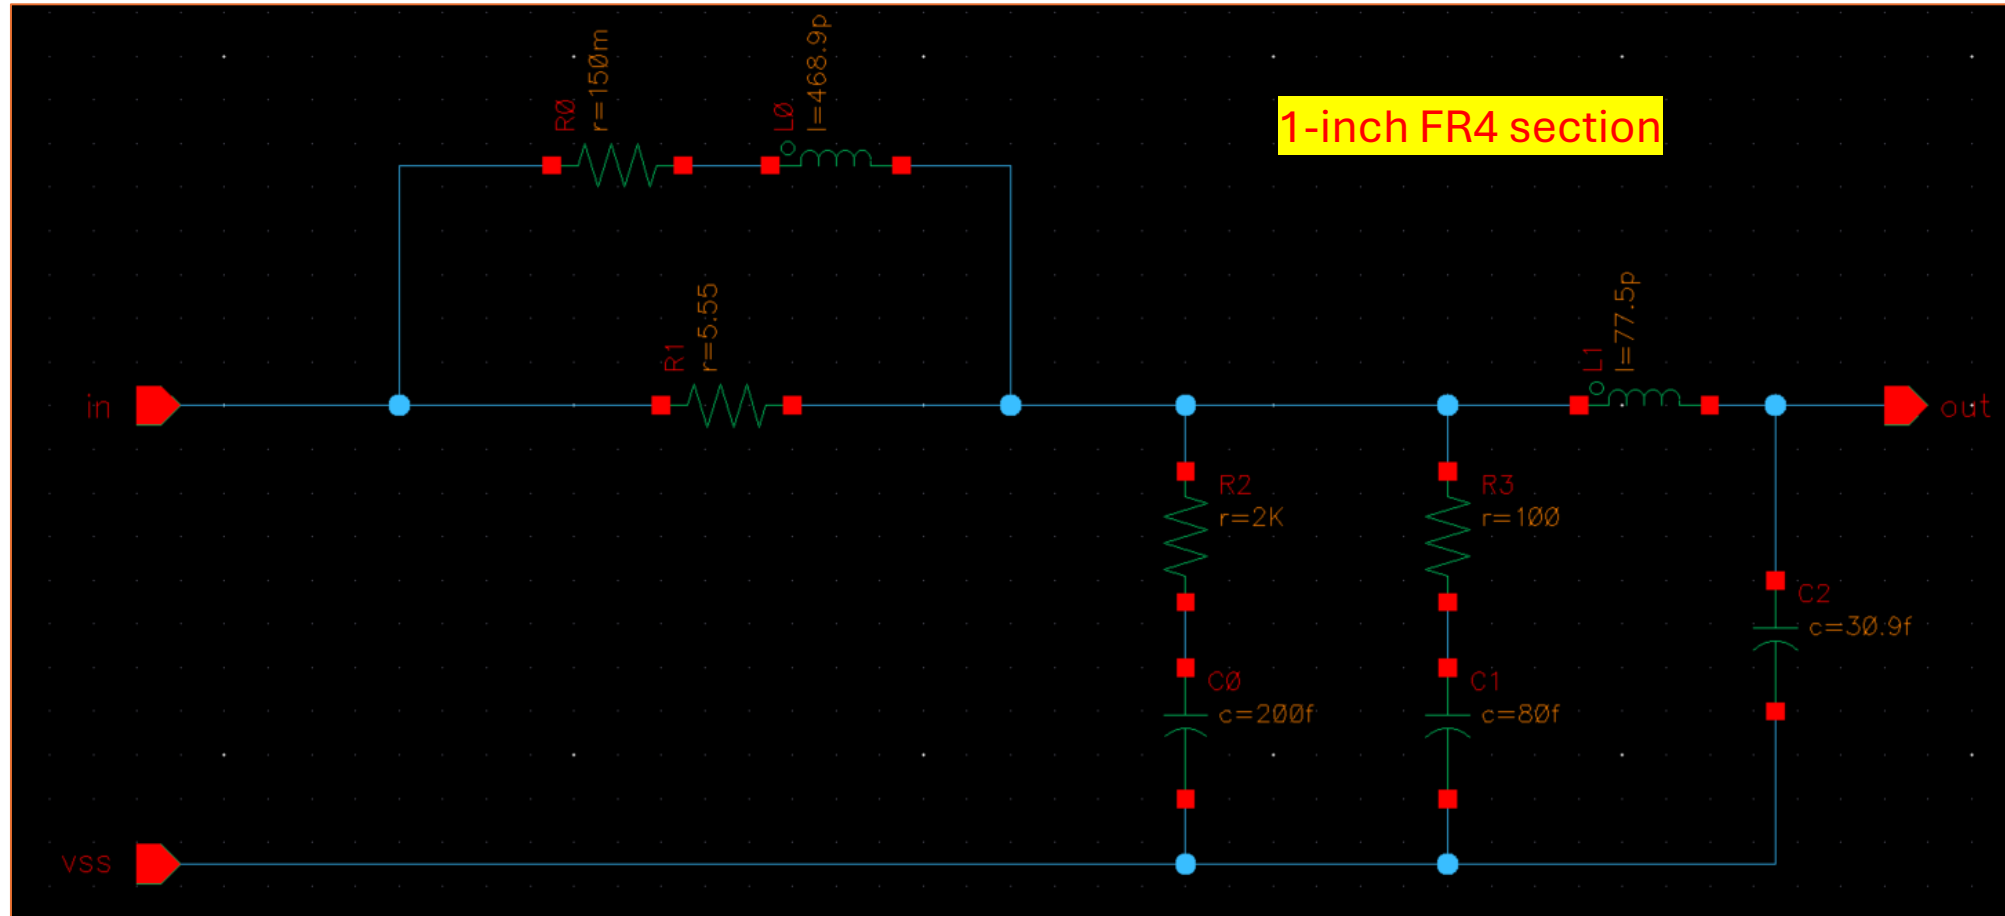 1-inch FR4 section
R0
r=150m
L0
l=468.9p
R1
r=5.55
L1
l=77.5p
in
out
R2
r=2K
R3
r=100
C2
c=30.9f
C0
c=200f
C1
c=80f
VSS